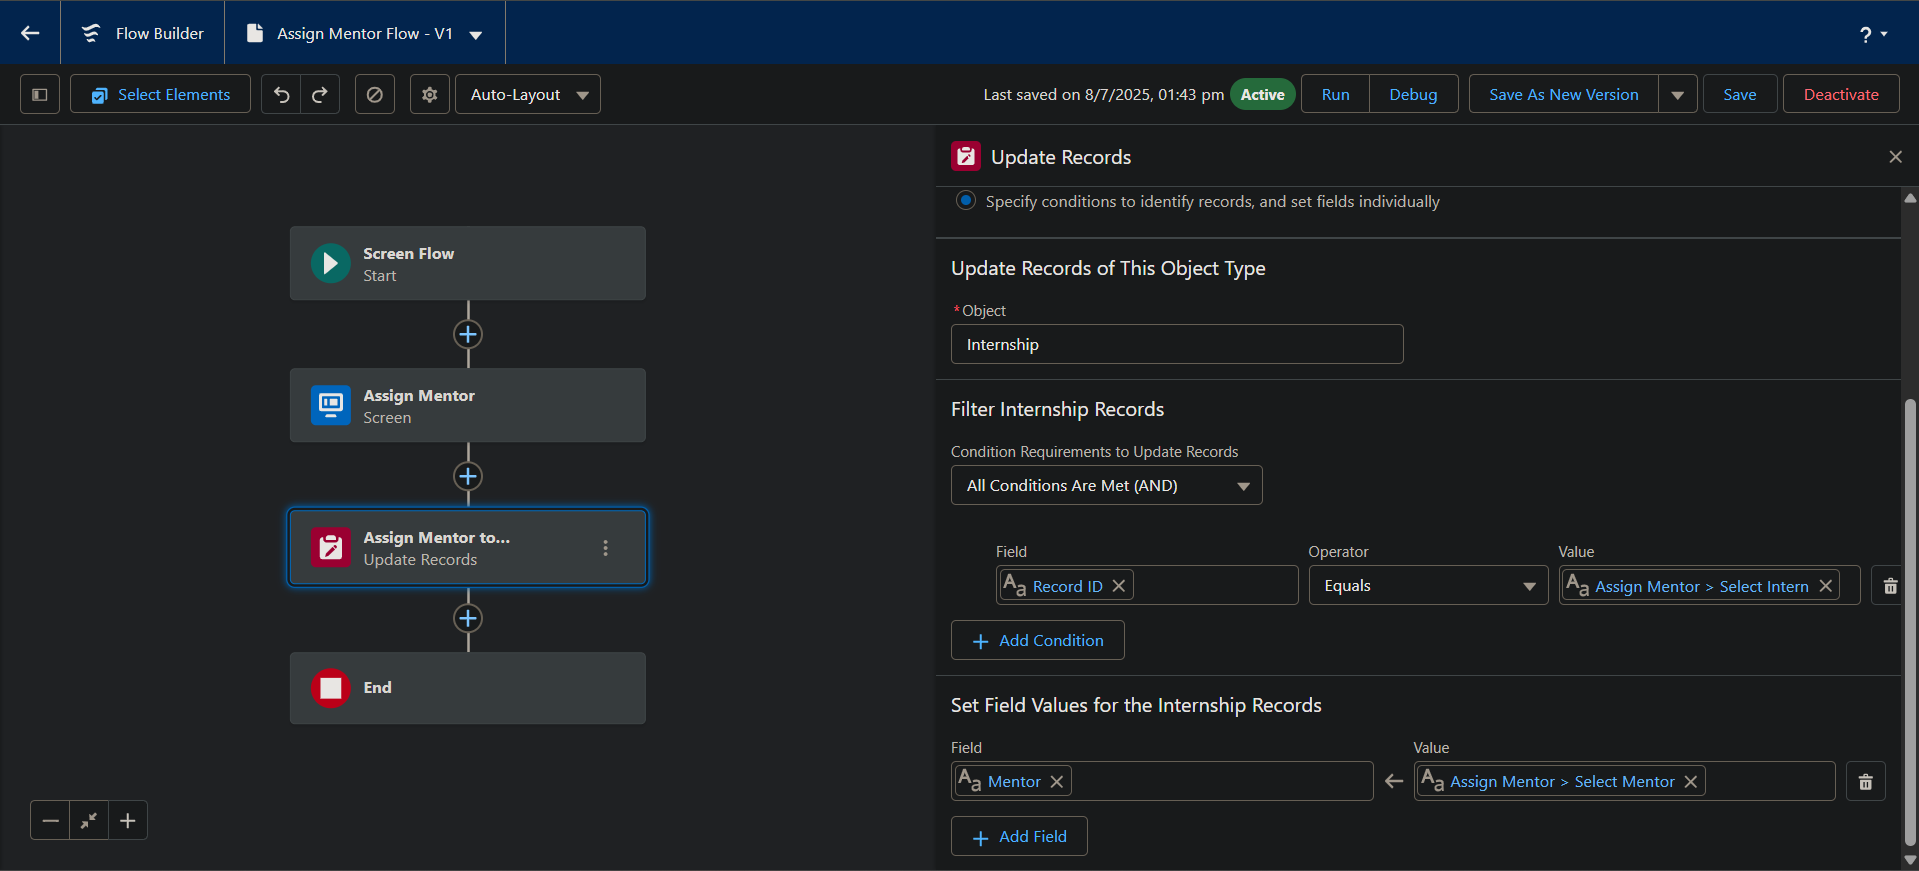 Flow Builder
Assign Mentor Flow - V1
?
Select Elements
Auto-Layout
Last saved on 8/7/2025, 01:43 pm
Active
Run
Debug
Save As New Version
Save
Deactivate
Screen Flow
Start
Assign Mentor
Screen
Assign Mentor to...
Update Records
End
Update Records
Specify conditions to identify records, and set fields individually
Update Records of This Object Type
*Object
Internship
Filter Internship Records
Condition Requirements to Update Records
All Conditions Are Met (AND)
Field
Operator
Value
Aa Record ID
Equals
Aa Assign Mentor > Select Intern
Add Condition
Set Field Values for the Internship Records
Field
Value
Aa Mentor
Aa Assign Mentor > Select Mentor
Add Field